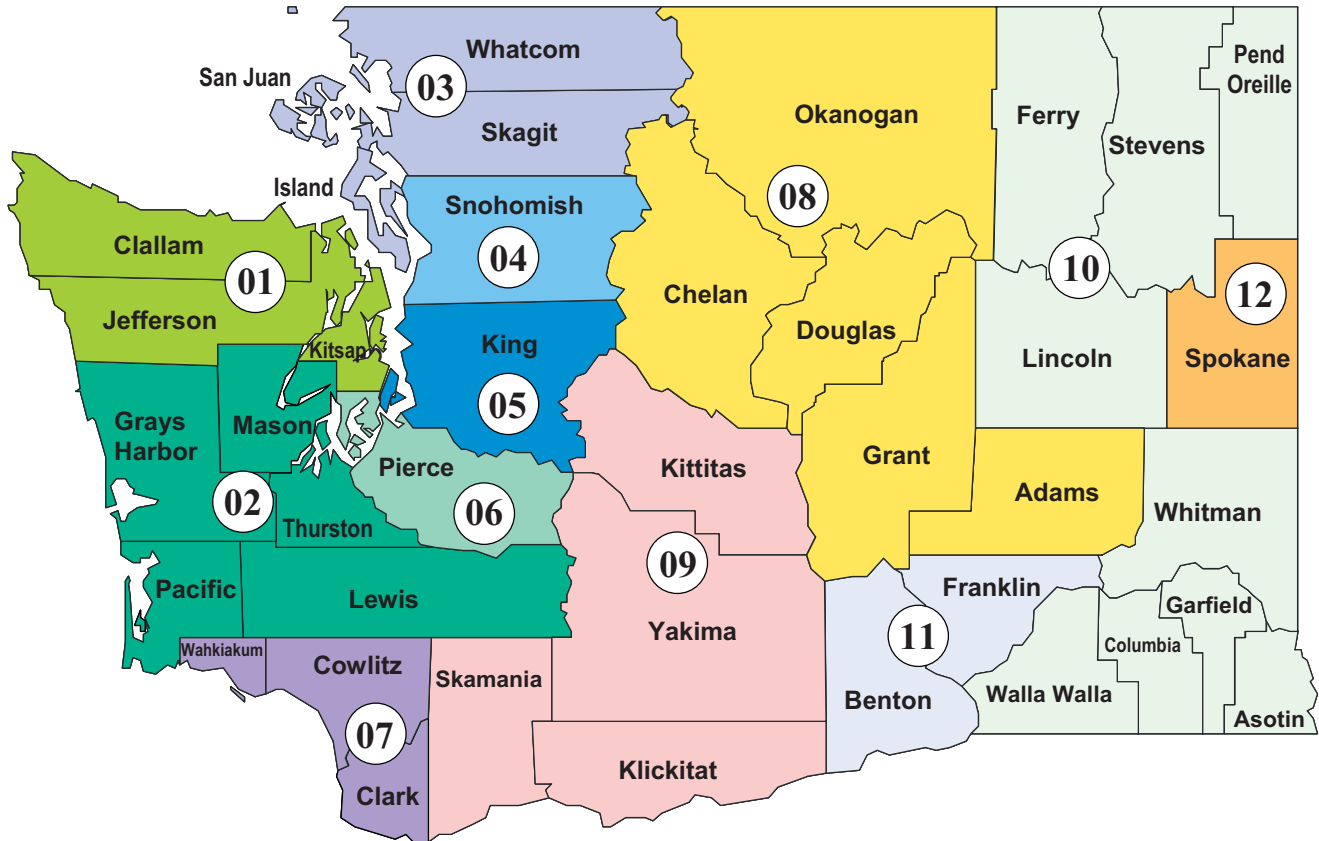 Whatcom
San Juan
03
Skagit
Island
Okanogan
Ferry
Stevens
Pend
Oreille
08
Snohomish
04
Clallam
01
Jefferson
Kitsap
Chelan
Douglas
10
12
King
05
Lincoln
Spokane
Grays
Harbor
Mason
Pierce
06
02
Thurston
Kittitas
Grant
Adams
Whitman
09
Pacific
Lewis
Yakima
Franklin
11
Benton
Garfield
Columbia
Walla Walla
Asotin
Wahkiakum
Cowlitz
07
Clark
Skamania
Klickitat